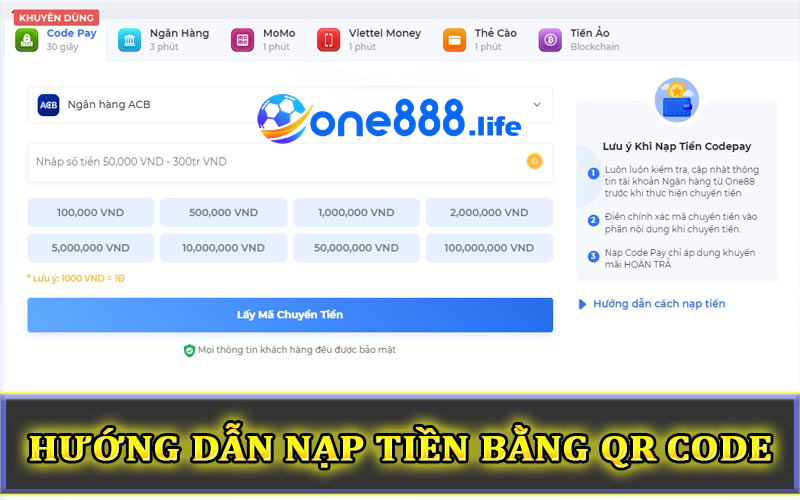 KHUYÊN DÙNG
Code Pay
30 giây
Ngân Hàng
3 phút
MoMo
1 phút
Viettel Money
1 phút
Thẻ Cào
1 phút
Tiền Ảo
Blockchain
ACB
Ngân hàng ACB
one888.life
Nhập số tiền 50,000 VND - 300tr VND
Đ
100,000 VND
500,000 VND
1,000,000 VND
2,000,000 VND
5,000,000 VND
10,000,000 VND
50,000,000 VND
100,000,000 VND
* Lưu ý: 1000 VND = 1Đ
Lấy Mã Chuyển Tiền
Mọi thông tin khách hàng đều được bảo mật
Lưu ý Khi Nạp Tiền Codepay
1 Luôn luôn kiểm tra, cập nhật thông
tin tài khoản Ngân hàng từ One88
trước khi thực hiện chuyển tiền
2 Điền chính xác mã chuyển tiền vào
phần nội dung khi chuyển tiền.
3 Nạp Code Pay chỉ áp dụng khuyến
mãi HOÀN TRẢ
Hướng dẫn cách nạp tiền
HƯỚNG DẪN NẠP TIỀN BẰNG QR CODE